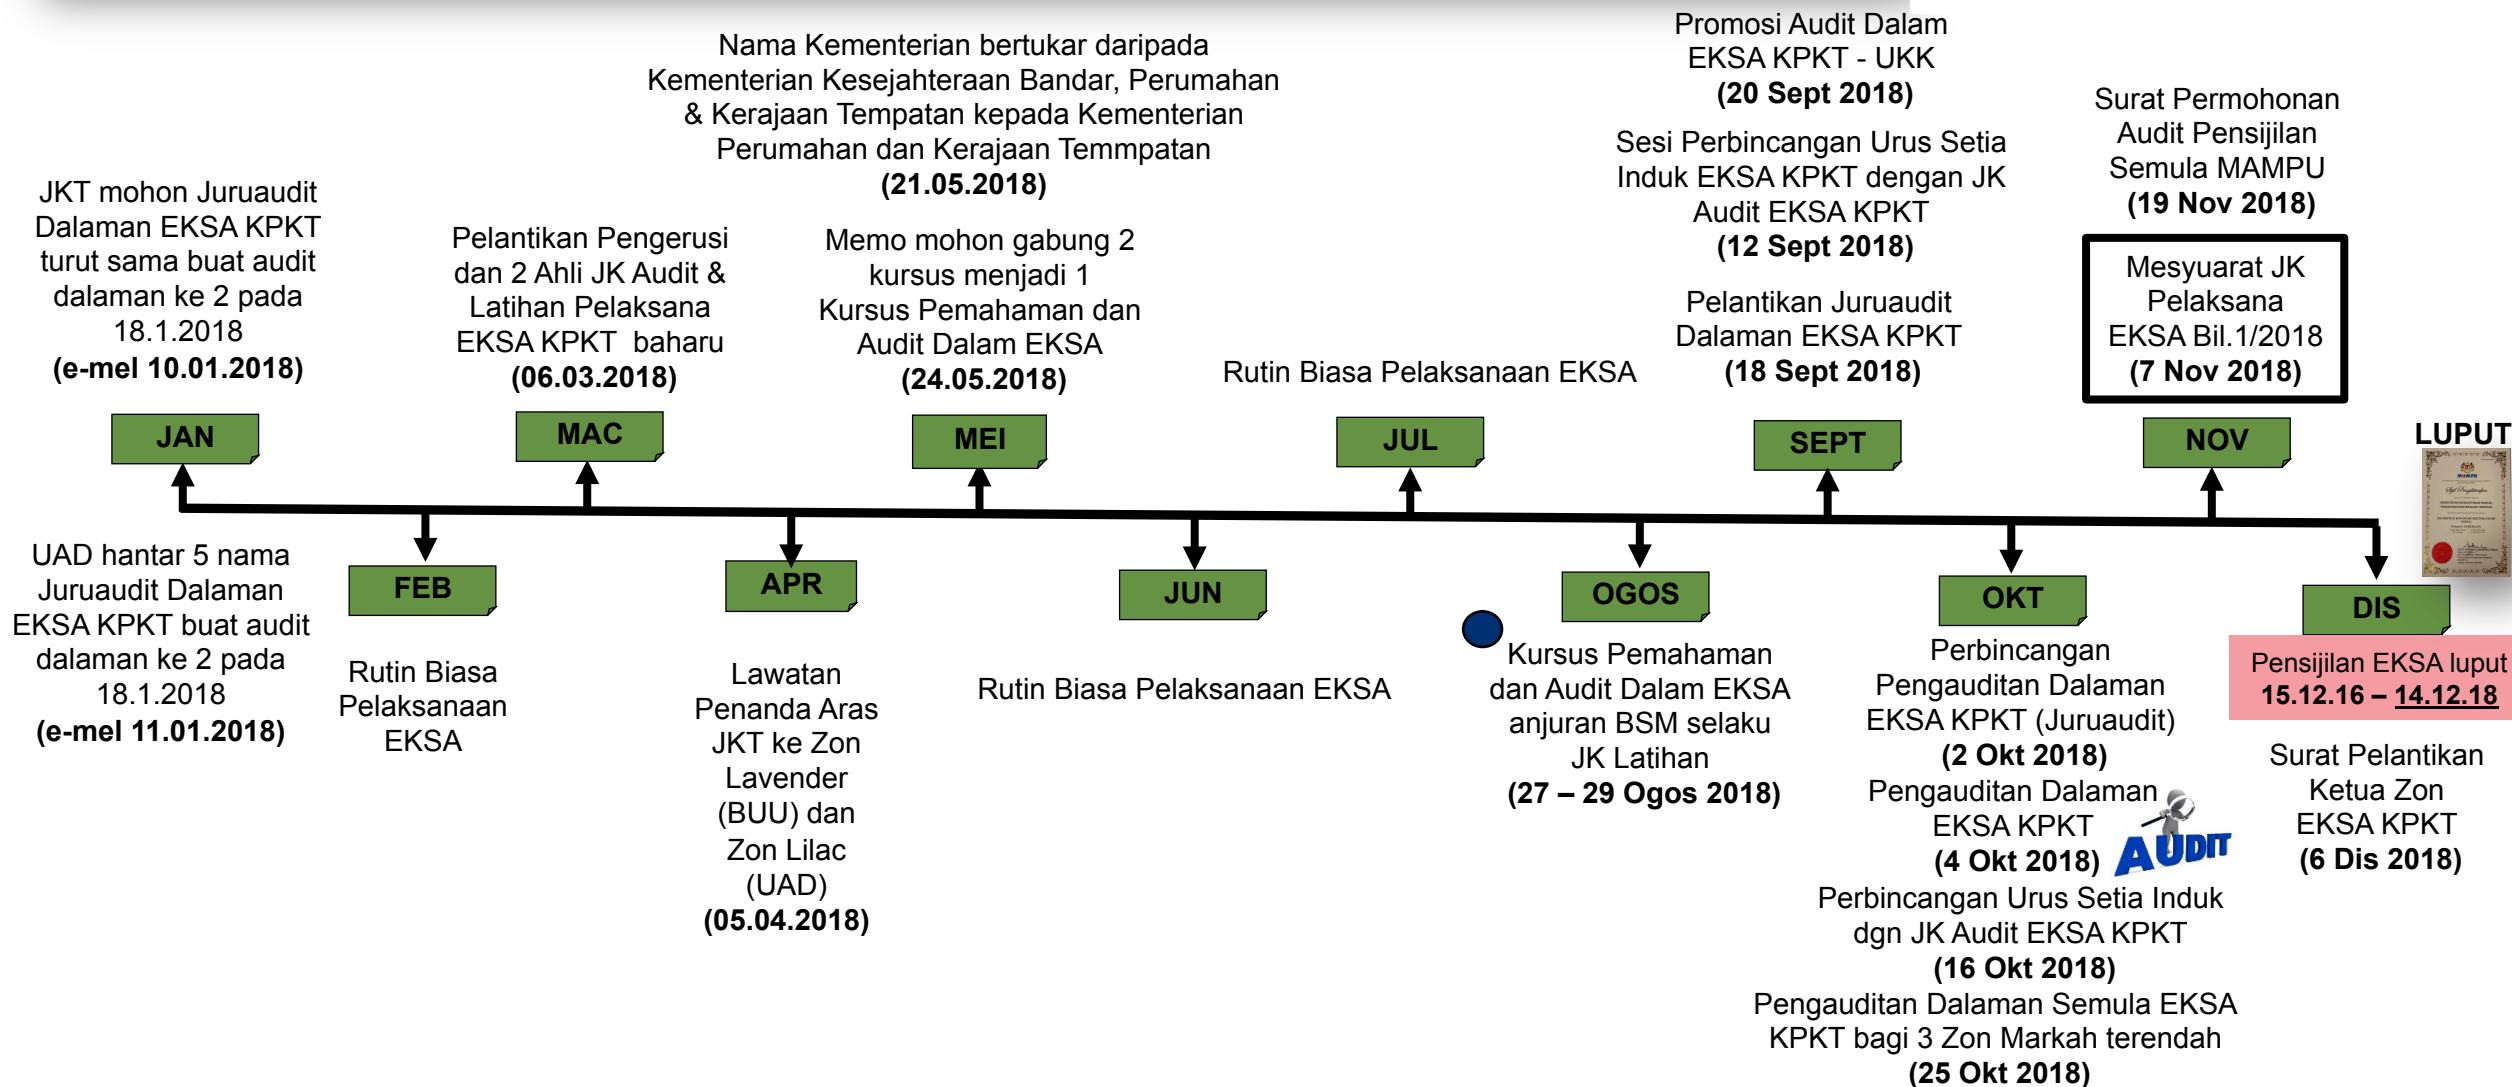 Nama Kementerian bertukar daripada
Kementerian Kesejahteraan Bandar, Perumahan
& Kerajaan Tempatan kepada Kementerian
Perumahan dan Kerajaan Temmpatan
(21.05.2018)
Promosi Audit Dalam
EKSA KPKT - UKK
(20 Sept 2018)
Sesi Perbincangan Urus Setia
Induk EKSA KPKT dengan JK
Audit EKSA KPKT
(12 Sept 2018)
Pelantikan Juruaudit
Dalaman EKSA KPKT
(18 Sept 2018)
Surat Permohonan
Audit Pensijilan
Semula MAMPU
(19 Nov 2018)
Mesyuarat JK
Pelaksana
EKSA Bil.1/2018
(7 Nov 2018)
JKT mohon Juruaudit
Dalaman EKSA KPKT
turut sama buat audit
dalaman ke 2 pada
18.1.2018
(e-mel 10.01.2018)
Pelantikan Pengerusi
dan 2 Ahli JK Audit &
Latihan Pelaksana
EKSA KPKT baharu
(06.03.2018)
Memo mohon gabung 2
kursus menjadi 1
Kursus Pemahaman dan
Audit Dalam EKSA
(24.05.2018)
Rutin Biasa Pelaksanaan EKSA
JAN
MAC
MEI
JUL
SEPT
NOV
LUPUT
MAMPU
FEB
APR
JUN
OGOS
OKT
DIS
UAD hantar 5 nama
Juruaudit Dalaman
EKSA KPKT buat audit
dalaman ke 2 pada
18.1.2018
(e-mel 11.01.2018)
Rutin Biasa
Pelaksanaan
EKSA
Lawatan
Penanda Aras
JKT ke Zon
Lavender
(BUU) dan
Zon Lilac
(UAD)
(05.04.2018)
Rutin Biasa Pelaksanaan EKSA
Kursus Pemahaman
dan Audit Dalam EKSA
anjuran BSM selaku
JK Latihan
(27 – 29 Ogos 2018)
Perbincangan
Pengauditan Dalaman
EKSA KPKT (Juruaudit)
(2 Okt 2018)
Pengauditan Dalaman
EKSA KPKT
(4 Okt 2018)
AUDIT
Perbincangan Urus Setia Induk
dgn JK Audit EKSA KPKT
(16 Okt 2018)
Pengauditan Dalaman Semula EKSA
KPKT bagi 3 Zon Markah terendah
(25 Okt 2018)
Pensijilan EKSA luput
15.12.16 – 14.12.18
Surat Pelantikan
Ketua Zon
EKSA KPKT
(6 Dis 2018)